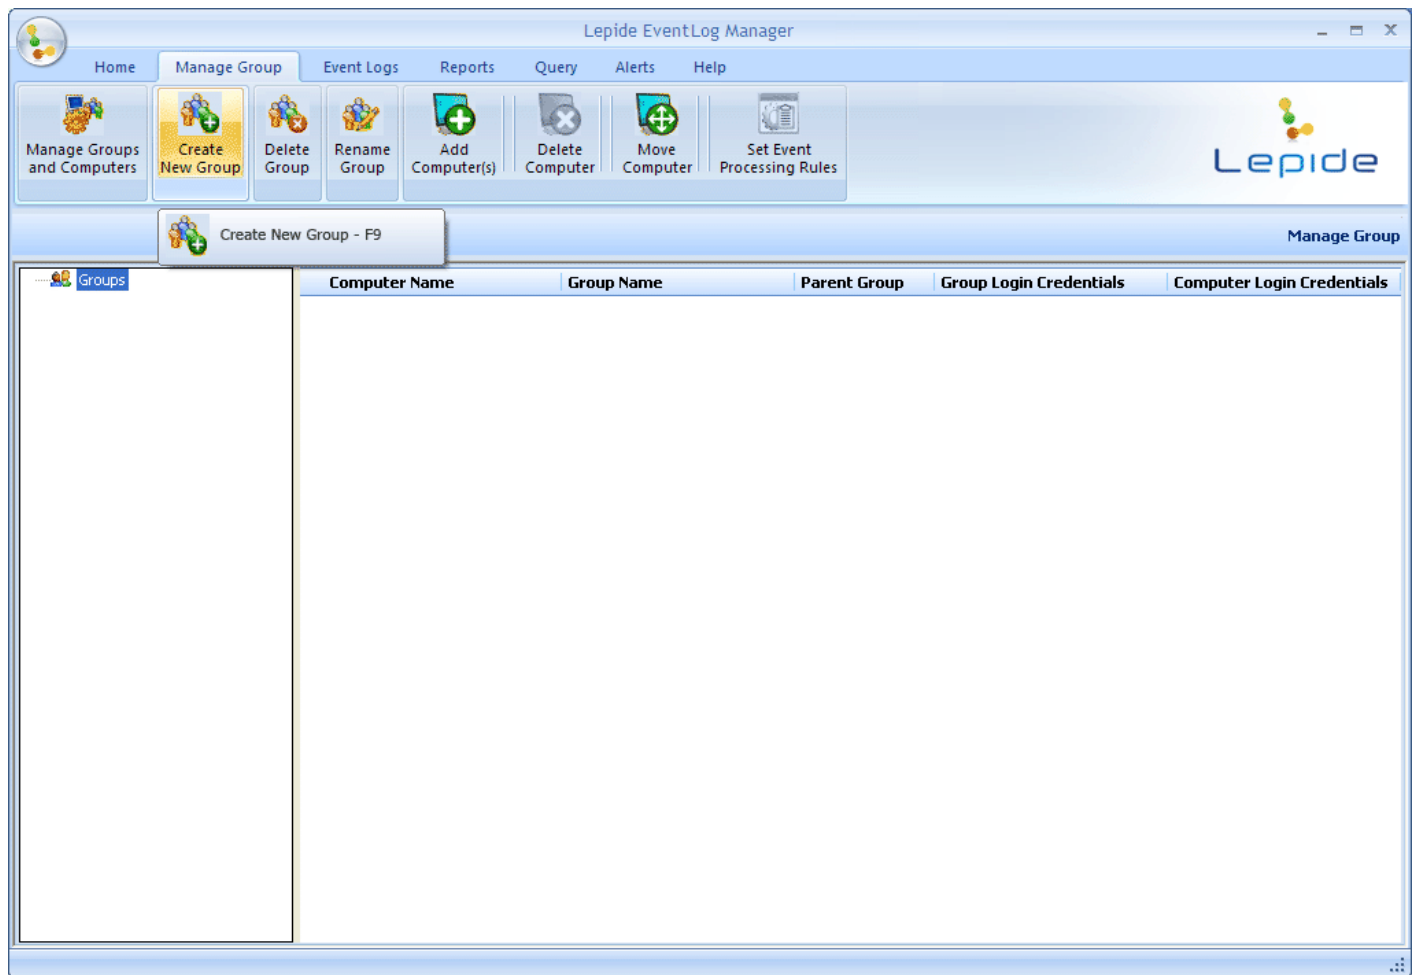 Lepide EventLog Manager
Home Manage Group Event Logs Reports Query Alerts Help
Manage Groups and Computers
Create New Group
Delete Group
Rename Group
Add Computer(s)
Delete Computer
Move Computer
Set Event Processing Rules
Lepide
Create New Group - F9
Manage Group
Groups
Computer Name Group Name Parent Group Group Login Credentials Computer Login Credentials